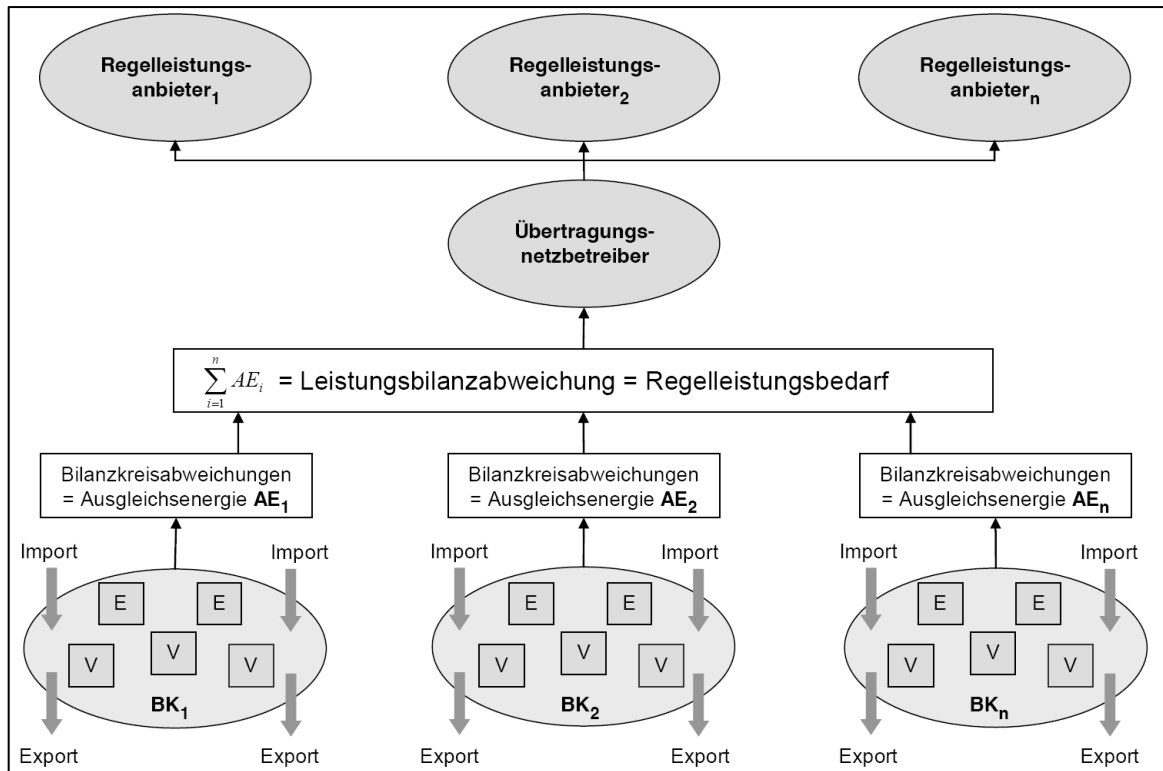 Regelleistungs-
anbieter₁
Regelleistungs-
anbieter₂
Regelleistungs-
anbieterₙ
Übertragungs-
netzbetreiber
∑ⁿᵢ₌₁ AEᵢ = Leistungsbilanzabweichung = Regelleistungsbedarf
Bilanzkreisabweichungen
= Ausgleichsenergie AE₁
Bilanzkreisabweichungen
= Ausgleichsenergie AE₂
Bilanzkreisabweichungen
= Ausgleichsenergie AEₙ
Import
Import
E
E
V
V
V
BK₁
Export
Export
Import
Import
E
E
V
V
V
BK₂
Export
Export
Import
Import
E
E
V
V
V
BKₙ
Export
Export